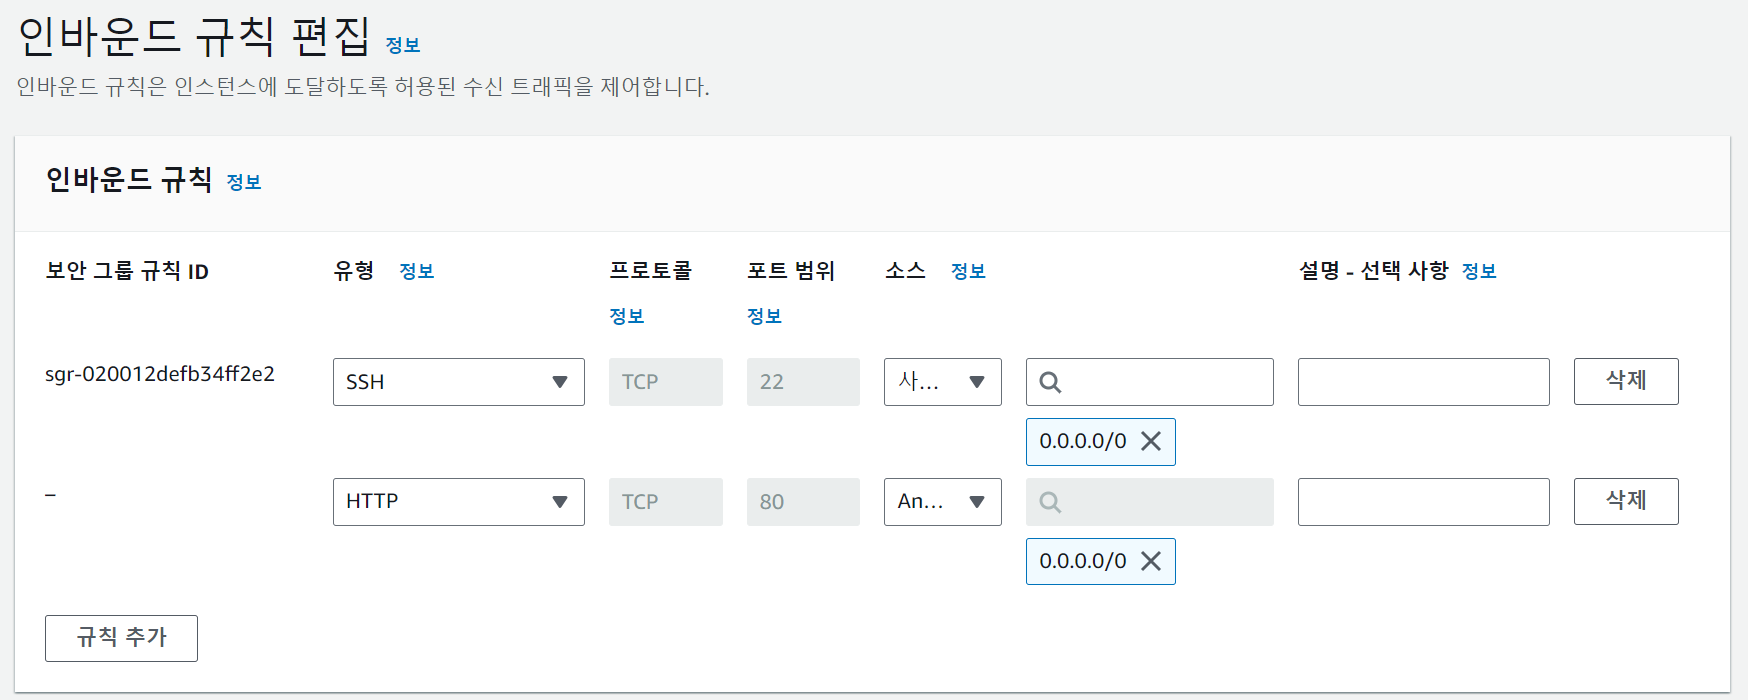 인바운드 규칙 편집 정보
인바운드 규칙은 인스턴스에 도달하도록 허용된 수신 트래픽을 제어합니다.
인바운드 규칙 정보
보안 그룹 규칙 ID 유형 정보 프로토콜 포트 범위 소스 정보 설명 - 선택 사항 정보
정보 정보
sgr-020012defb34ff2e2 SSH TCP 22 사... 삭제
0.0.0.0/0
– HTTP TCP 80 An... 삭제
0.0.0.0/0
규칙 추가